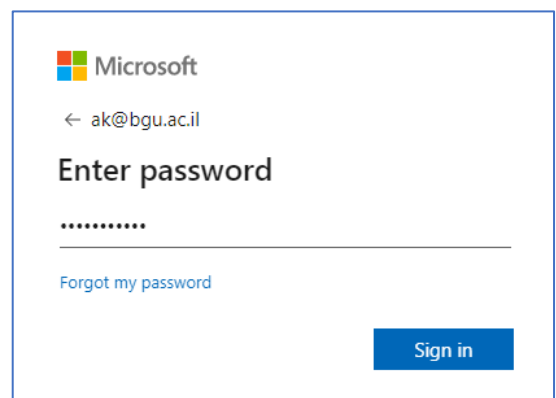 Microsoft
← ak@bgu.ac.il
Enter password
•••••••••••
Forgot my password
Sign in